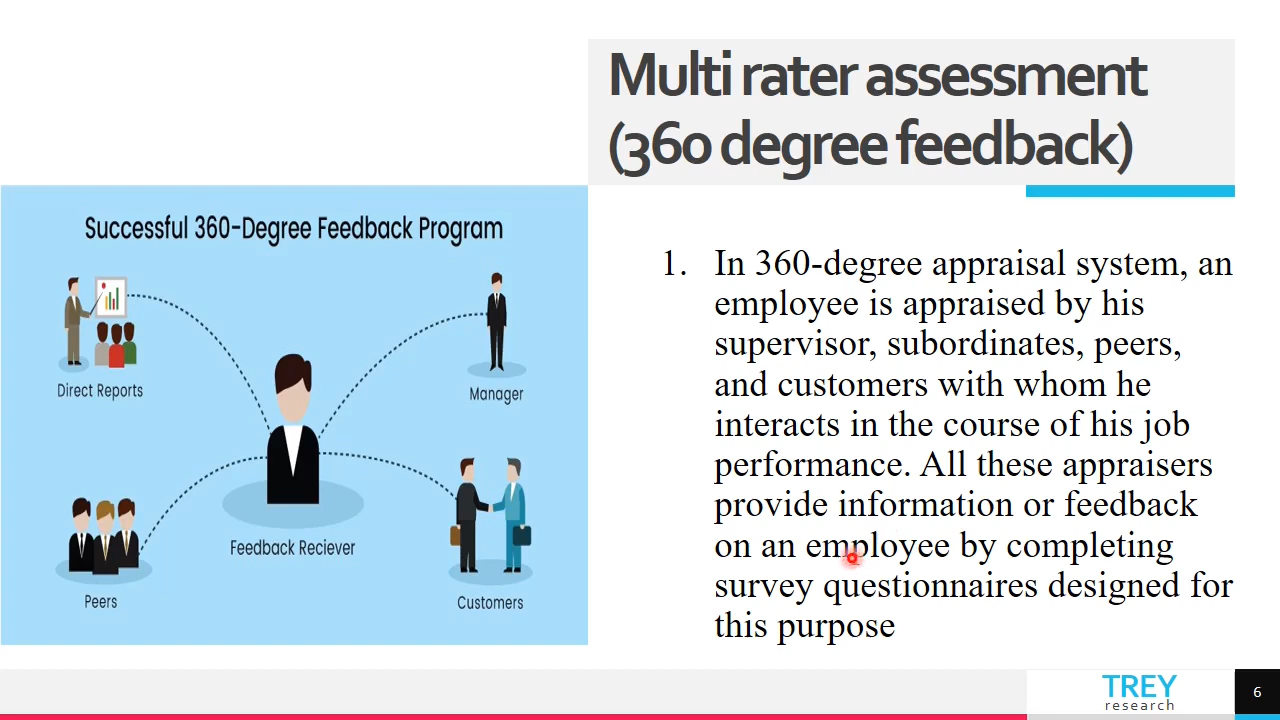 Multi rater assessment
(360 degree feedback)
Successful 360-Degree Feedback Program
Direct Reports
Manager
Feedback Reciever
Peers
Customers
1. In 360-degree appraisal system, an
employee is appraised by his
supervisor, subordinates, peers,
and customers with whom he
interacts in the course of his job
performance. All these appraisers
provide information or feedback
on an employee by completing
survey questionnaires designed for
this purpose
TREY
research
6